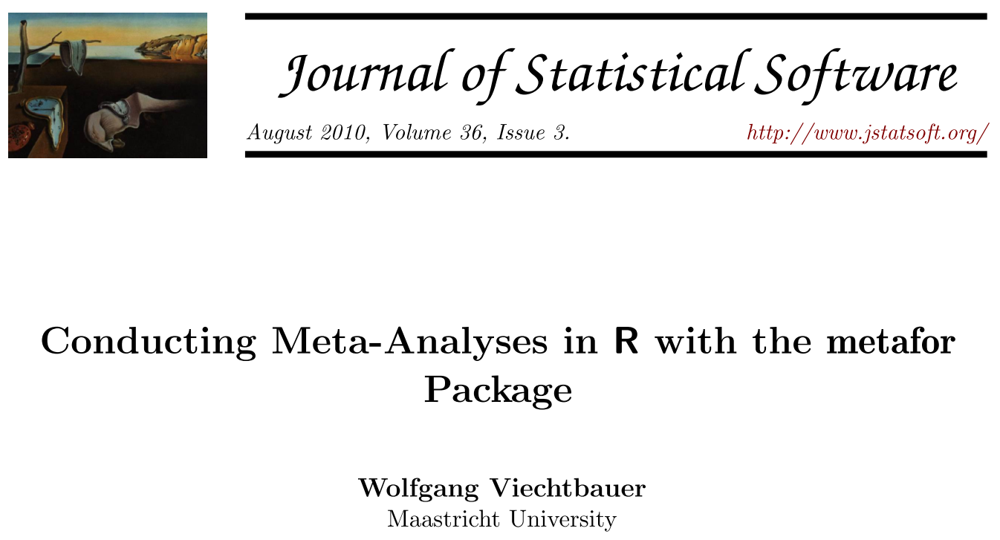 Journal of Statistical Software
August 2010, Volume 36, Issue 3. http://www.jstatsoft.org/
Conducting Meta-Analyses in R with the metafor
Package
Wolfgang Viechtbauer
Maastricht University